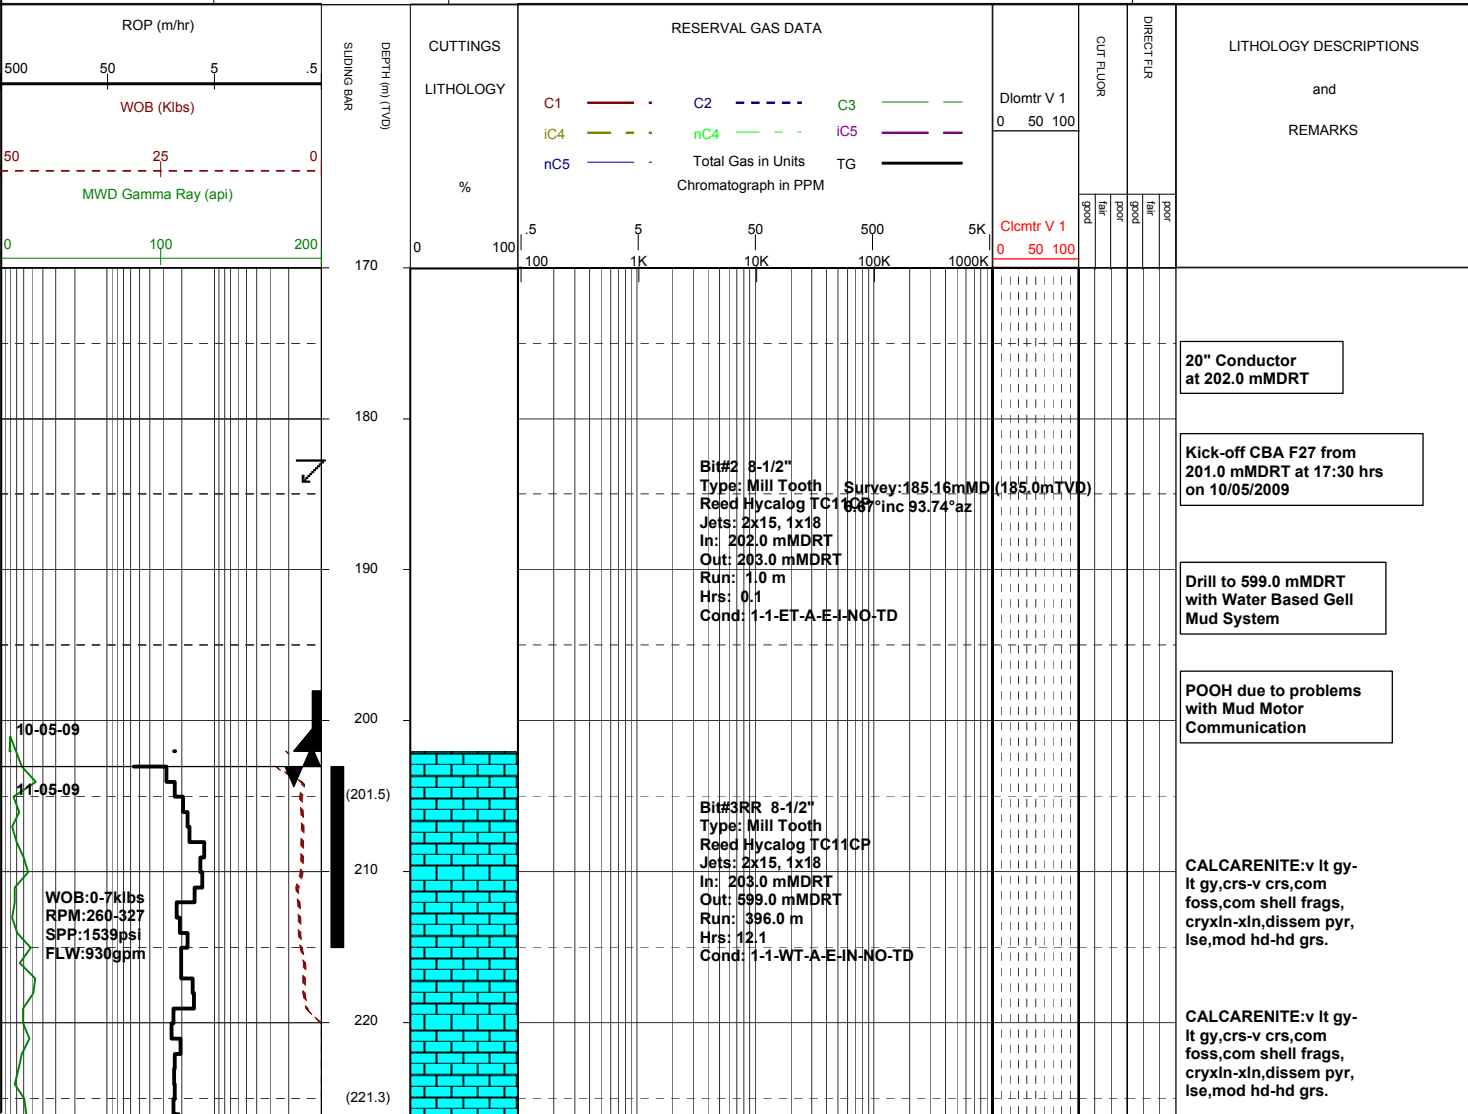 ROP (m/hr)
500 50 5 .5
WOB (Klbs)
50 25 0
MWD Gamma Ray (api)
0 100 200
SLIDING BAR
DEPTH (m) (TVD)
CUTTINGS
LITHOLOGY
%
0 100
RESERVAL GAS DATA
C1 C2 C3
iC4 nC4 iC5
nC5 Total Gas in Units TG
Chromatograph in PPM
.5 5 50 500 5K
100 1K 10K 100K 1000K
Dlomtr V 1
0 50 100
Clcmtr V 1
0 50 100
CUT FLUOR
DIRECT FLR
good fair poor good fair poor
LITHOLOGY DESCRIPTIONS
and
REMARKS
170
20" Conductor
at 202.0 mMDRT
180
Kick-off CBA F27 from
201.0 mMDRT at 17:30 hrs
on 10/05/2009
Bit#2 8-1/2"
Type: Mill Tooth
Reed Hycalog TC11CP
Jets: 2x15, 1x18
In: 202.0 mMDRT
Out: 203.0 mMDRT
Run: 1.0 m
Hrs: 0.1
Cond: 1-1-ET-A-E-I-NO-TD
Survey:185.16mMD (185.0mTVD)
°inc 93.74°az
190
Drill to 599.0 mMDRT
with Water Based Gell
Mud System
POOH due to problems
with Mud Motor
Communication
200
10-05-09
11-05-09
(201.5)
Bit#3RR 8-1/2"
Type: Mill Tooth
Reed Hycalog TC11CP
Jets: 2x15, 1x18
In: 203.0 mMDRT
Out: 599.0 mMDRT
Run: 396.0 m
Hrs: 12.1
Cond: 1-1-WT-A-E-IN-NO-TD
210
WOB:0-7klbs
RPM:260-327
SPP:1539psi
FLW:930gpm
CALCARENITE:v lt gy-
lt gy,crs-v crs,com
foss,com shell frags,
cryxln-xln,dissem pyr,
lse,mod hd-hd grs.
220
CALCARENITE:v lt gy-
lt gy,crs-v crs,com
foss,com shell frags,
cryxln-xln,dissem pyr,
lse,mod hd-hd grs.
(221.3)